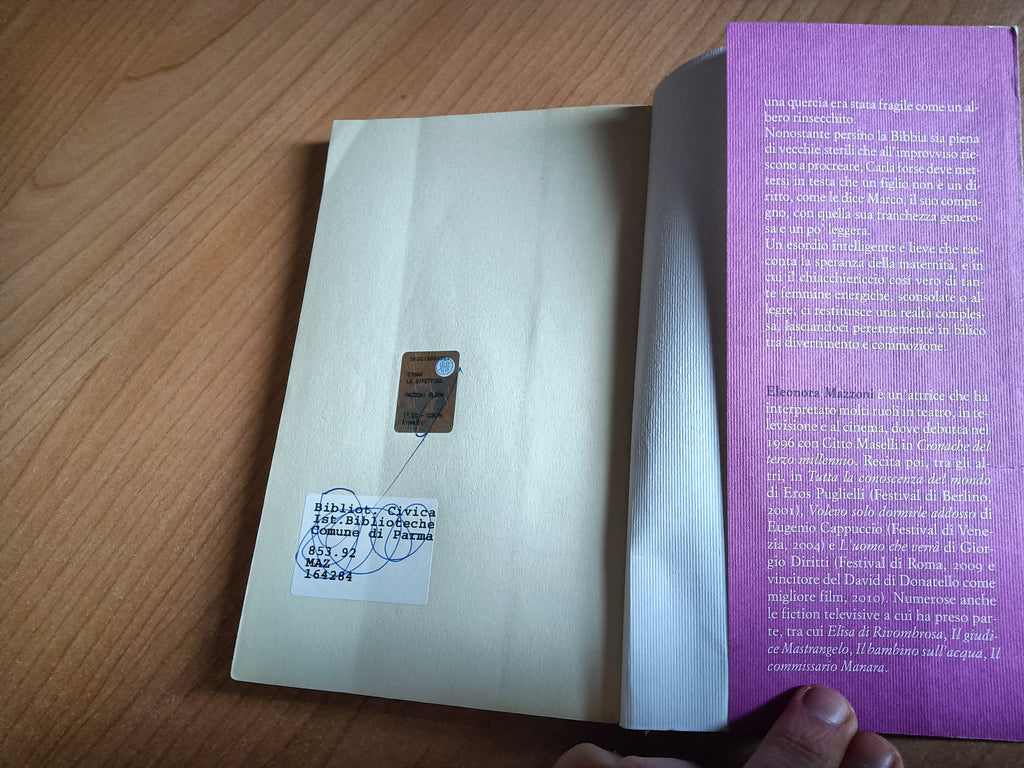 LE DIFETTOSE
MAZZONI ELEON
Bibliot. Civica
Ist.Biblioteche
Comune di Parma
853.92
MAZ
164284
una quercia era stata fragile come un al-
bero rinsecchito.
Nonostante persino la Bibbia sia piena
di vecchie sterili che all'improvviso rie-
scono a procreare, Carla forse deve met-
tersi in testa che un figlio non è un di-
ritto, come le dice Marco, il suo compa-
gno, con quella sua franchezza genero-
sa e un po' leggera.
Un esordio intelligente e lieve che rac-
conta la speranza della maternità, e in
cui il chiacchiericcio così vero di tan-
te femmine energiche, sconsolate o al-
legre, ci restituisce una realtà comples-
sa, lasciandoci perennemente in bilico
tra divertimento e commozione.
Eleonora Mazzoni è un'attrice che ha
interpretato molti ruoli in teatro, in te-
levisione e al cinema, dove debutta nel
1996 con Citto Maselli in Cronache del
terzo millennio. Recita poi, tra gli al-
tri, in Tutta la conoscenza del mondo
di Eros Puglielli (Festival di Berlino,
2001), Volevo solo dormirle addosso di
Eugenio Cappuccio (Festival di Vene-
zia, 2004) e L'uomo che verrà di Gior-
gio Diritti (Festival di Roma, 2009 e
vincitore del David di Donatello come
migliore film, 2010). Numerose anche
le fiction televisive a cui ha preso par-
te, tra cui Elisa di Rivombrosa, Il giudi-
ce Mastrangelo, Il bambino sull'acqua, Il
commissario Manara.